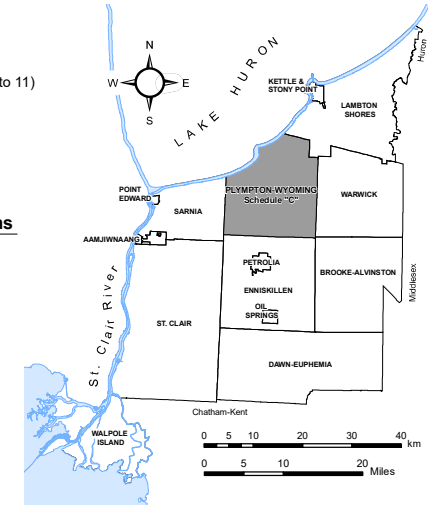 N
to 11)
W
E
S
LAKE HURON
Huron
KETTLE &
STONY POINT
LAMBTON
SHORES
POINT
EDWARD
PLYMPTON-WYOMING
Schedule "C"
WARWICK
SARNIA
ns
AAMJIWNAANG
PETROLIA
BROOKE-ALVINSTON
Middlesex
ENNISKILLEN
OIL
SPRINGS
St. Clair River
ST. CLAIR
DAWN-EUPHEMIA
Chatham-Kent
WALPOLE
ISLAND
0 5 10 20 30 40
km
0 5 10 20
Miles